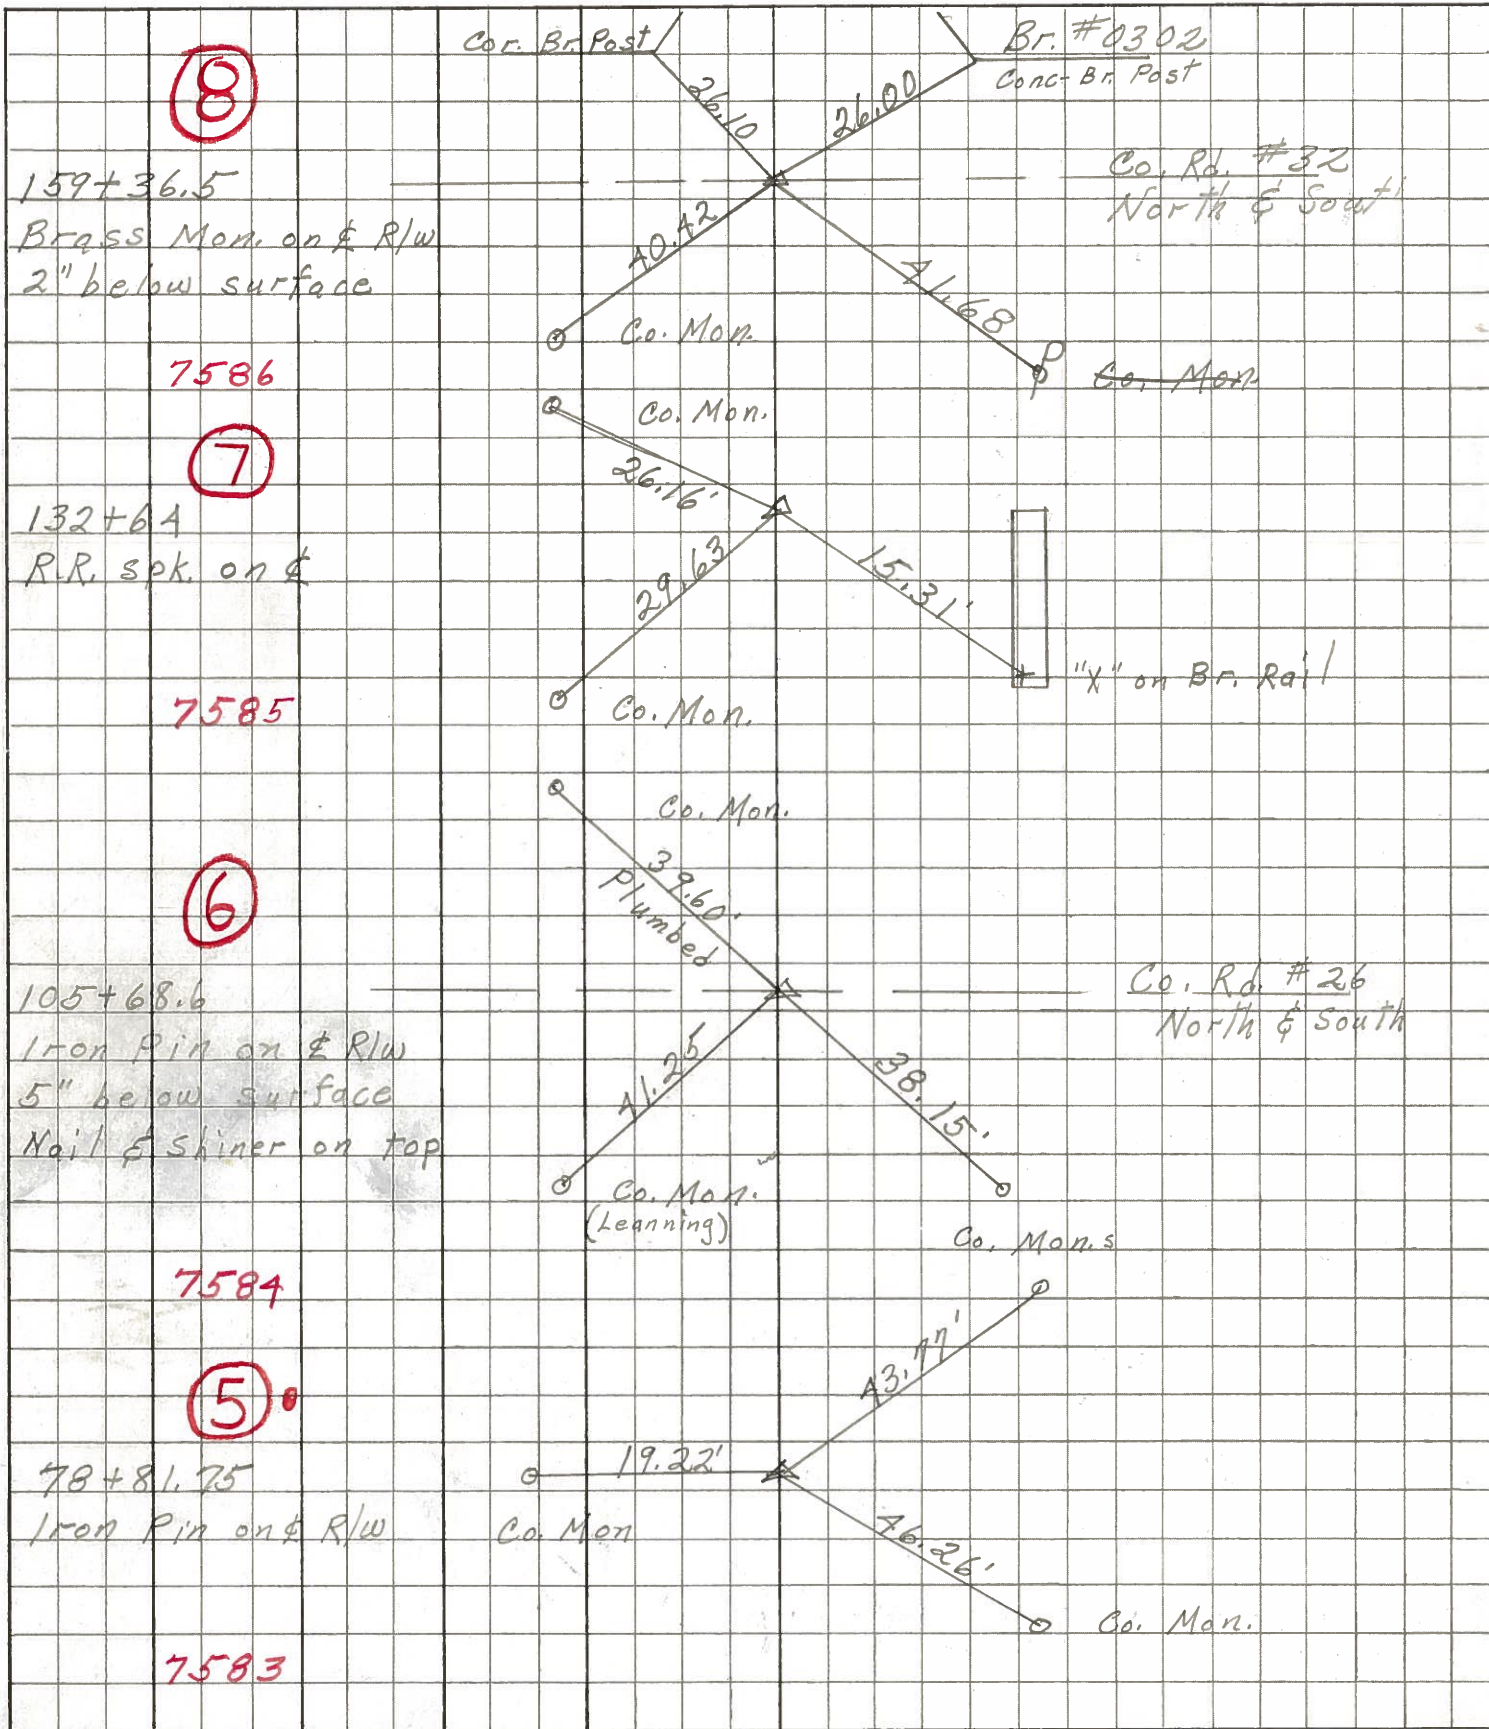 8
Cor. Br. Post
Br. #0302
Conc- Br. Post
26.10
26.00
159+36.5
Brass Mon. on ℄ R/w
2" below surface
Co. Rd. #32
North & South
40.42
41.68
Co. Mon.
P
Co. Mon.
7586
Co. Mon.
7
26.16'
132+64
R.R. spk. on ℄
29.63
15.31'
"X" on Br. Rail
7585
Co. Mon.
Co. Mon.
6
39.60'
Plumbed
105+68.6
Iron Pin on ℄ R/w
5" below surface
Nail & Shiner on top
Co. Rd. #26
North & South
41.25
38.15'
Co. Mon.
(Leanning)
Co. Mon.s
7584
5
43.77'
78+81.75
Iron Pin on ℄ R/w
19.22'
Co. Mon
46.26'
Co. Mon.
7583